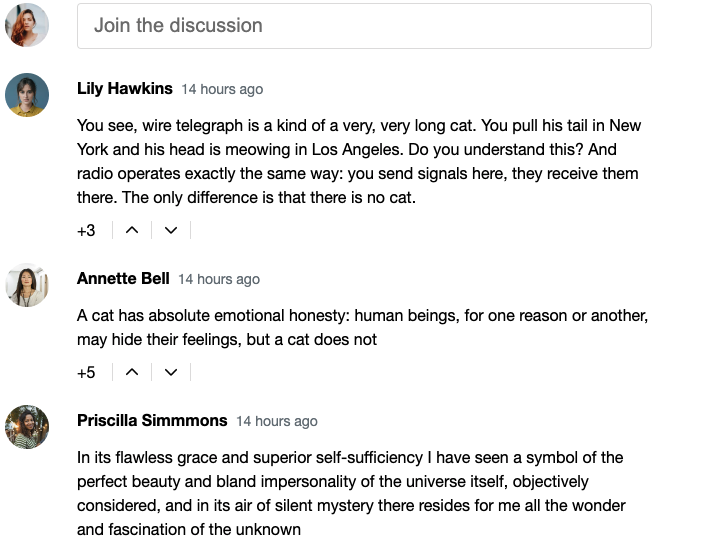 Join the discussion
Lily Hawkins 14 hours ago
You see, wire telegraph is a kind of a very, very long cat. You pull his tail in New
York and his head is meowing in Los Angeles. Do you understand this? And
radio operates exactly the same way: you send signals here, they receive them
there. The only difference is that there is no cat.
+3
Annette Bell 14 hours ago
A cat has absolute emotional honesty: human beings, for one reason or another,
may hide their feelings, but a cat does not
+5
Priscilla Simmmons 14 hours ago
In its flawless grace and superior self-sufficiency I have seen a symbol of the
perfect beauty and bland impersonality of the universe itself, objectively
considered, and in its air of silent mystery there resides for me all the wonder
and fascination of the unknown